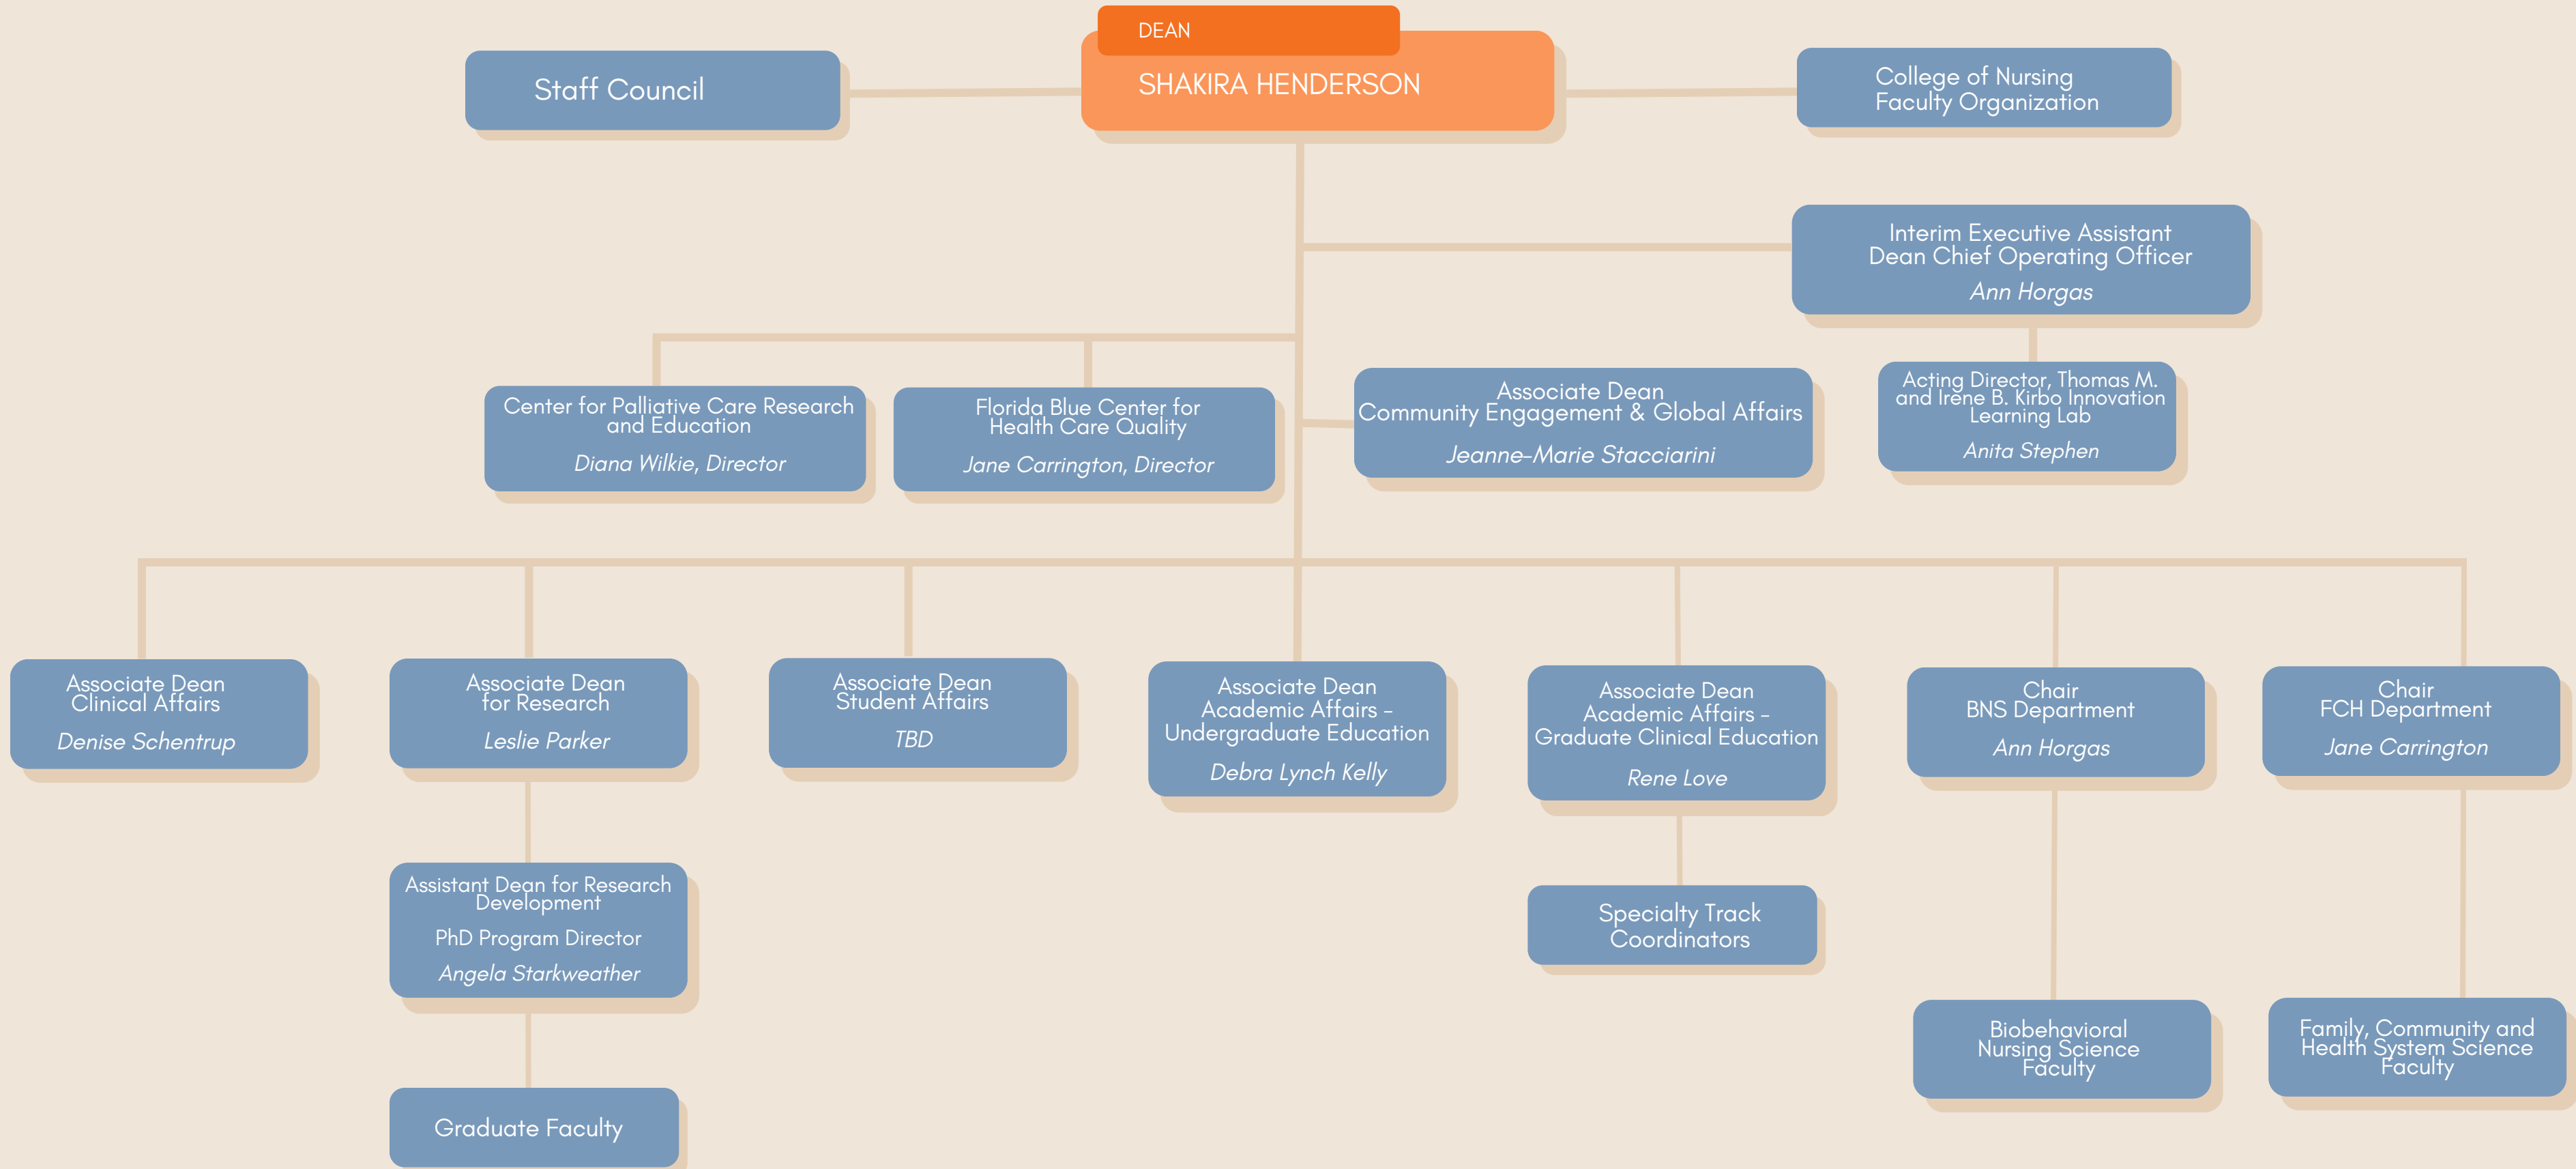 DEAN
SHAKIRA HENDERSON
Staff Council
College of Nursing
Faculty Organization
Interim Executive Assistant
Dean Chief Operating Officer
Ann Horgas
Center for Palliative Care Research
and Education
Diana Wilkie, Director
Florida Blue Center for
Health Care Quality
Jane Carrington, Director
Associate Dean
Community Engagement & Global Affairs
Jeanne-Marie Stacciarini
Acting Director, Thomas M.
and Irene B. Kirbo Innovation
Learning Lab
Anita Stephen
Associate Dean
Clinical Affairs
Denise Schentrup
Associate Dean
for Research
Leslie Parker
Associate Dean
Student Affairs
TBD
Associate Dean
Academic Affairs -
Undergraduate Education
Debra Lynch Kelly
Associate Dean
Academic Affairs -
Graduate Clinical Education
Rene Love
Chair
BNS Department
Ann Horgas
Chair
FCH Department
Jane Carrington
Assistant Dean for Research
Development
PhD Program Director
Angela Starkweather
Specialty Track
Coordinators
Biobehavioral
Nursing Science
Faculty
Family, Community and
Health System Science
Faculty
Graduate Faculty